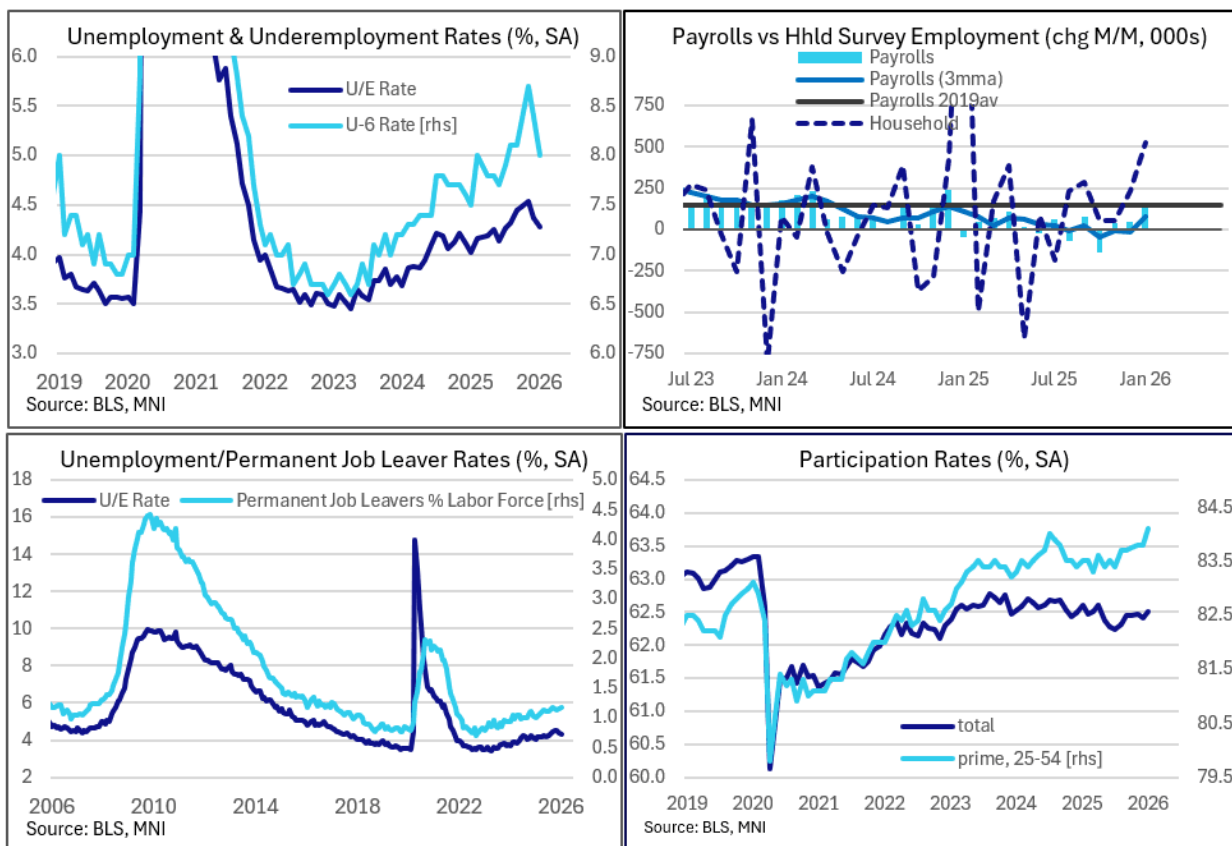 Unemployment & Underemployment Rates (%, SA)
6.0
5.5
5.0
4.5
4.0
3.5
3.0
9.0
8.5
8.0
7.5
7.0
6.5
6.0
U/E Rate
U-6 Rate [rhs]
2019 2020 2021 2022 2023 2024 2025 2026
Source: BLS, MNI
Payrolls vs Hhld Survey Employment (chg M/M, 000s)
Payrolls
Payrolls (3mma)
Payrolls 2019av
Household
750
500
250
0
-250
-500
-750
Jul 23 Jan 24 Jul 24 Jan 25 Jul 25 Jan 26
Source: BLS, MNI
Unemployment/Permanent Job Leaver Rates (%, SA)
18
16
14
12
10
8
6
4
2
5.0
4.5
4.0
3.5
3.0
2.5
2.0
1.5
1.0
0.5
0.0
U/E Rate
Permanent Job Leavers % Labor Force [rhs]
2006 2010 2014 2018 2022 2026
Source: BLS, MNI
Participation Rates (%, SA)
64.5
64.0
63.5
63.0
62.5
62.0
61.5
61.0
60.5
60.0
84.5
83.5
82.5
81.5
80.5
79.5
total
prime, 25-54 [rhs]
2019 2020 2021 2022 2023 2024 2025 2026
Source: BLS, MNI